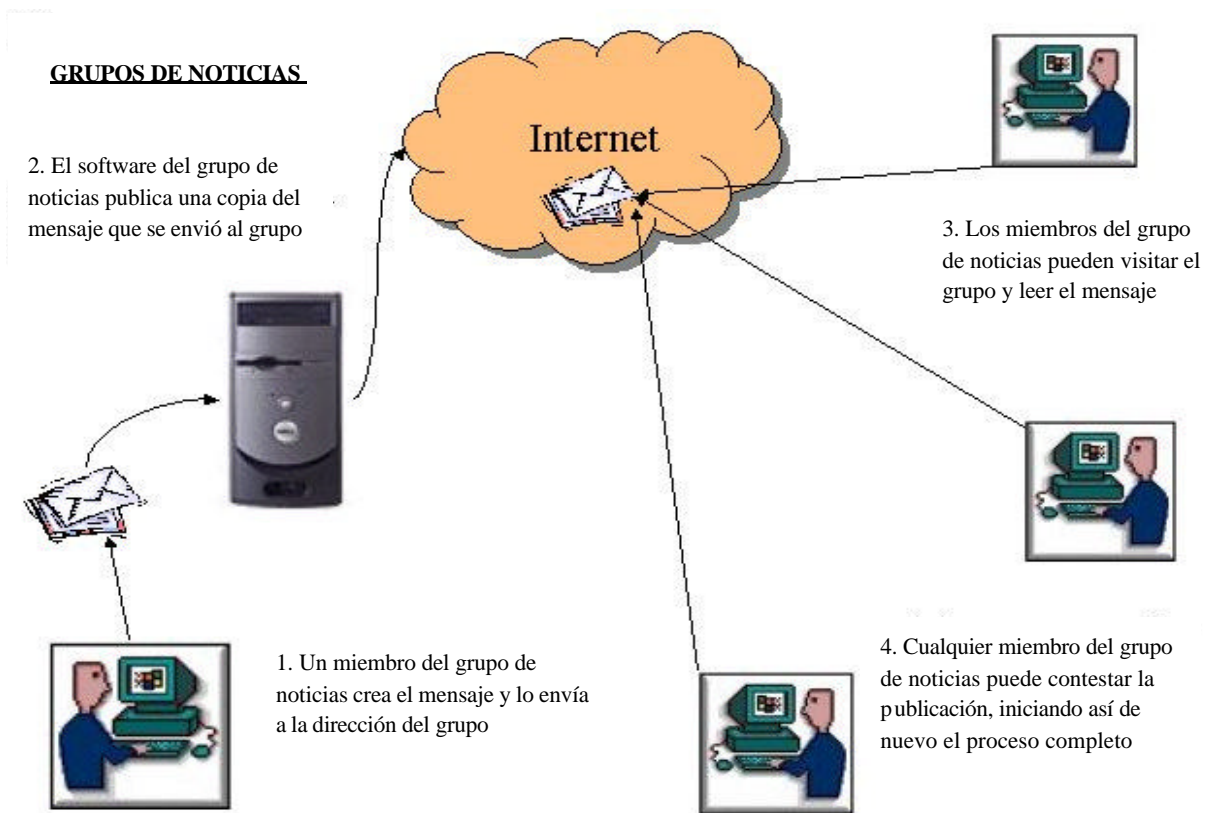 GRUPOS DE NOTICIAS
Internet
2. El software del grupo de
noticias publica una copia del
mensaje que se envió al grupo
3. Los miembros del grupo
de noticias pueden visitar el
grupo y leer el mensaje
1. Un miembro del grupo de
noticias crea el mensaje y lo envía
a la dirección del grupo
4. Cualquier miembro del grupo
de noticias puede contestar la
publicación, iniciando así de
nuevo el proceso completo